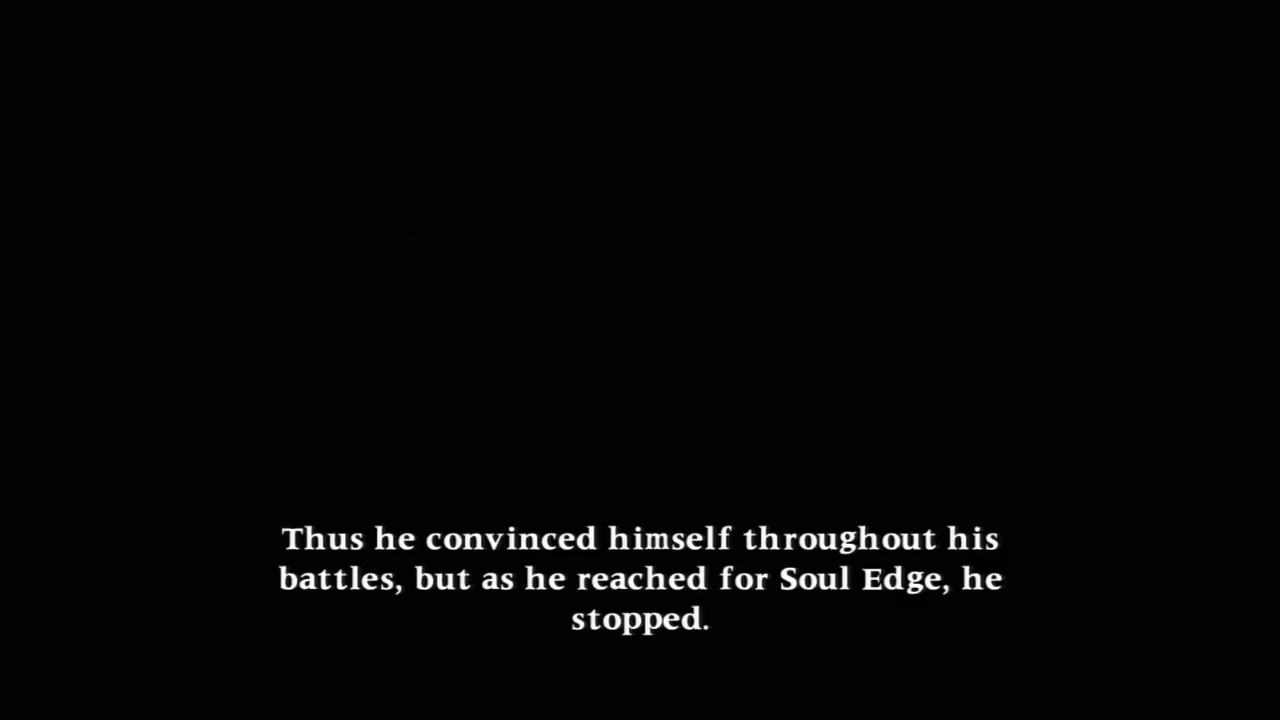 Thus he convinced himself throughout his
battles, but as he reached for Soul Edge, he
stopped.